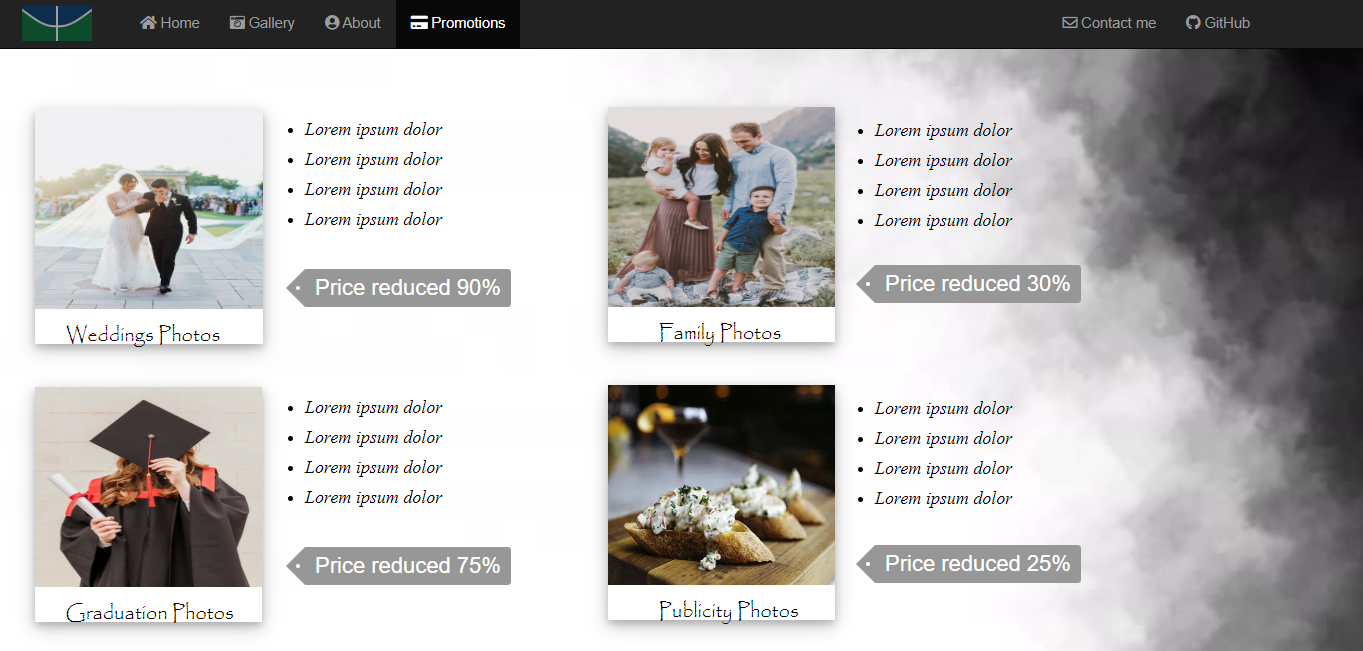 Home Gallery About Promotions Contact me GitHub
Lorem ipsum dolor
Lorem ipsum dolor
Lorem ipsum dolor
Lorem ipsum dolor
Price reduced 90%
Weddings Photos
Lorem ipsum dolor
Lorem ipsum dolor
Lorem ipsum dolor
Lorem ipsum dolor
Price reduced 30%
Family Photos
Lorem ipsum dolor
Lorem ipsum dolor
Lorem ipsum dolor
Lorem ipsum dolor
Price reduced 75%
Graduation Photos
Lorem ipsum dolor
Lorem ipsum dolor
Lorem ipsum dolor
Lorem ipsum dolor
Price reduced 25%
Publicity Photos